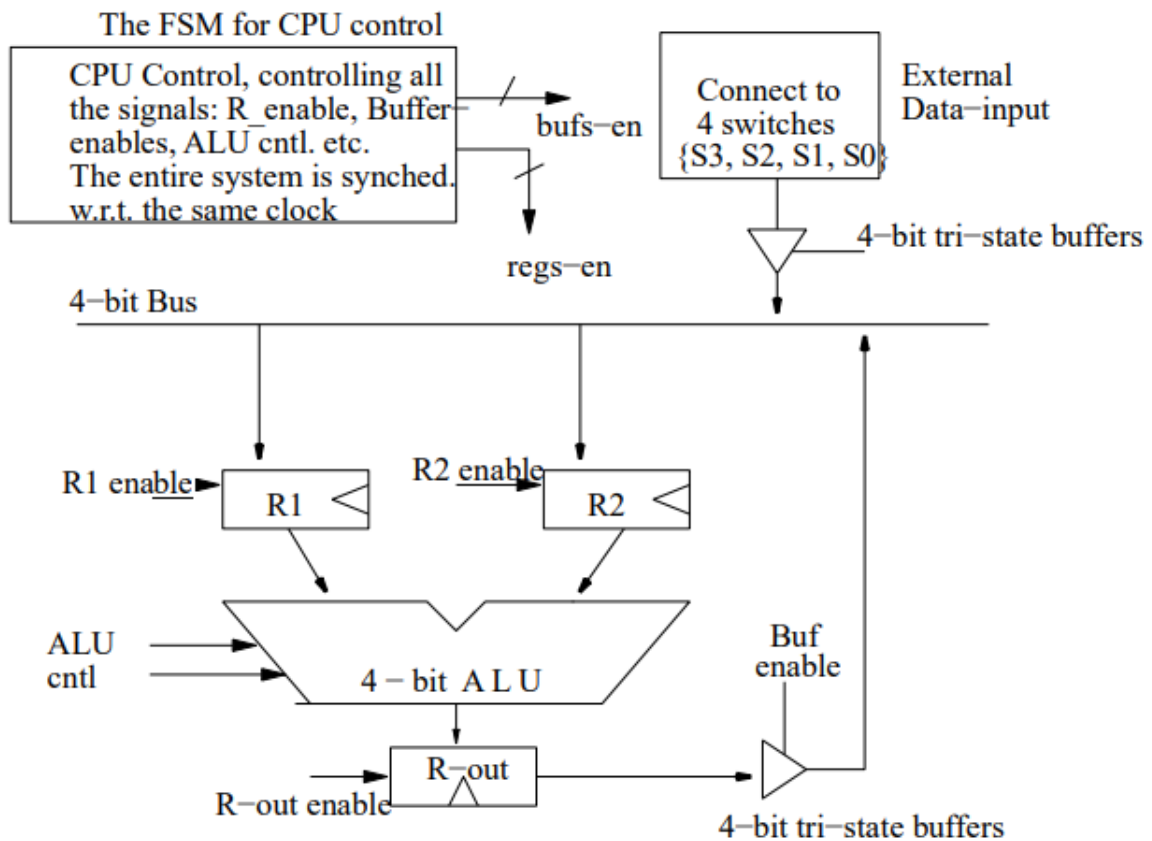 The FSM for CPU control
CPU Control, controlling all
the signals: R_enable, Buffer−
enables, ALU cntl. etc.
The entire system is synched.
w.r.t. the same clock
bufs−en
regs−en
Connect to
4 switches
{S3, S2, S1, S0}
External
Data−input
4−bit tri−state buffers
4−bit Bus
R1 enable
R1
R2 enable
R2
ALU
cntl
4 − bit A L U
Buf
enable
R−out
R−out enable
4−bit tri−state buffers